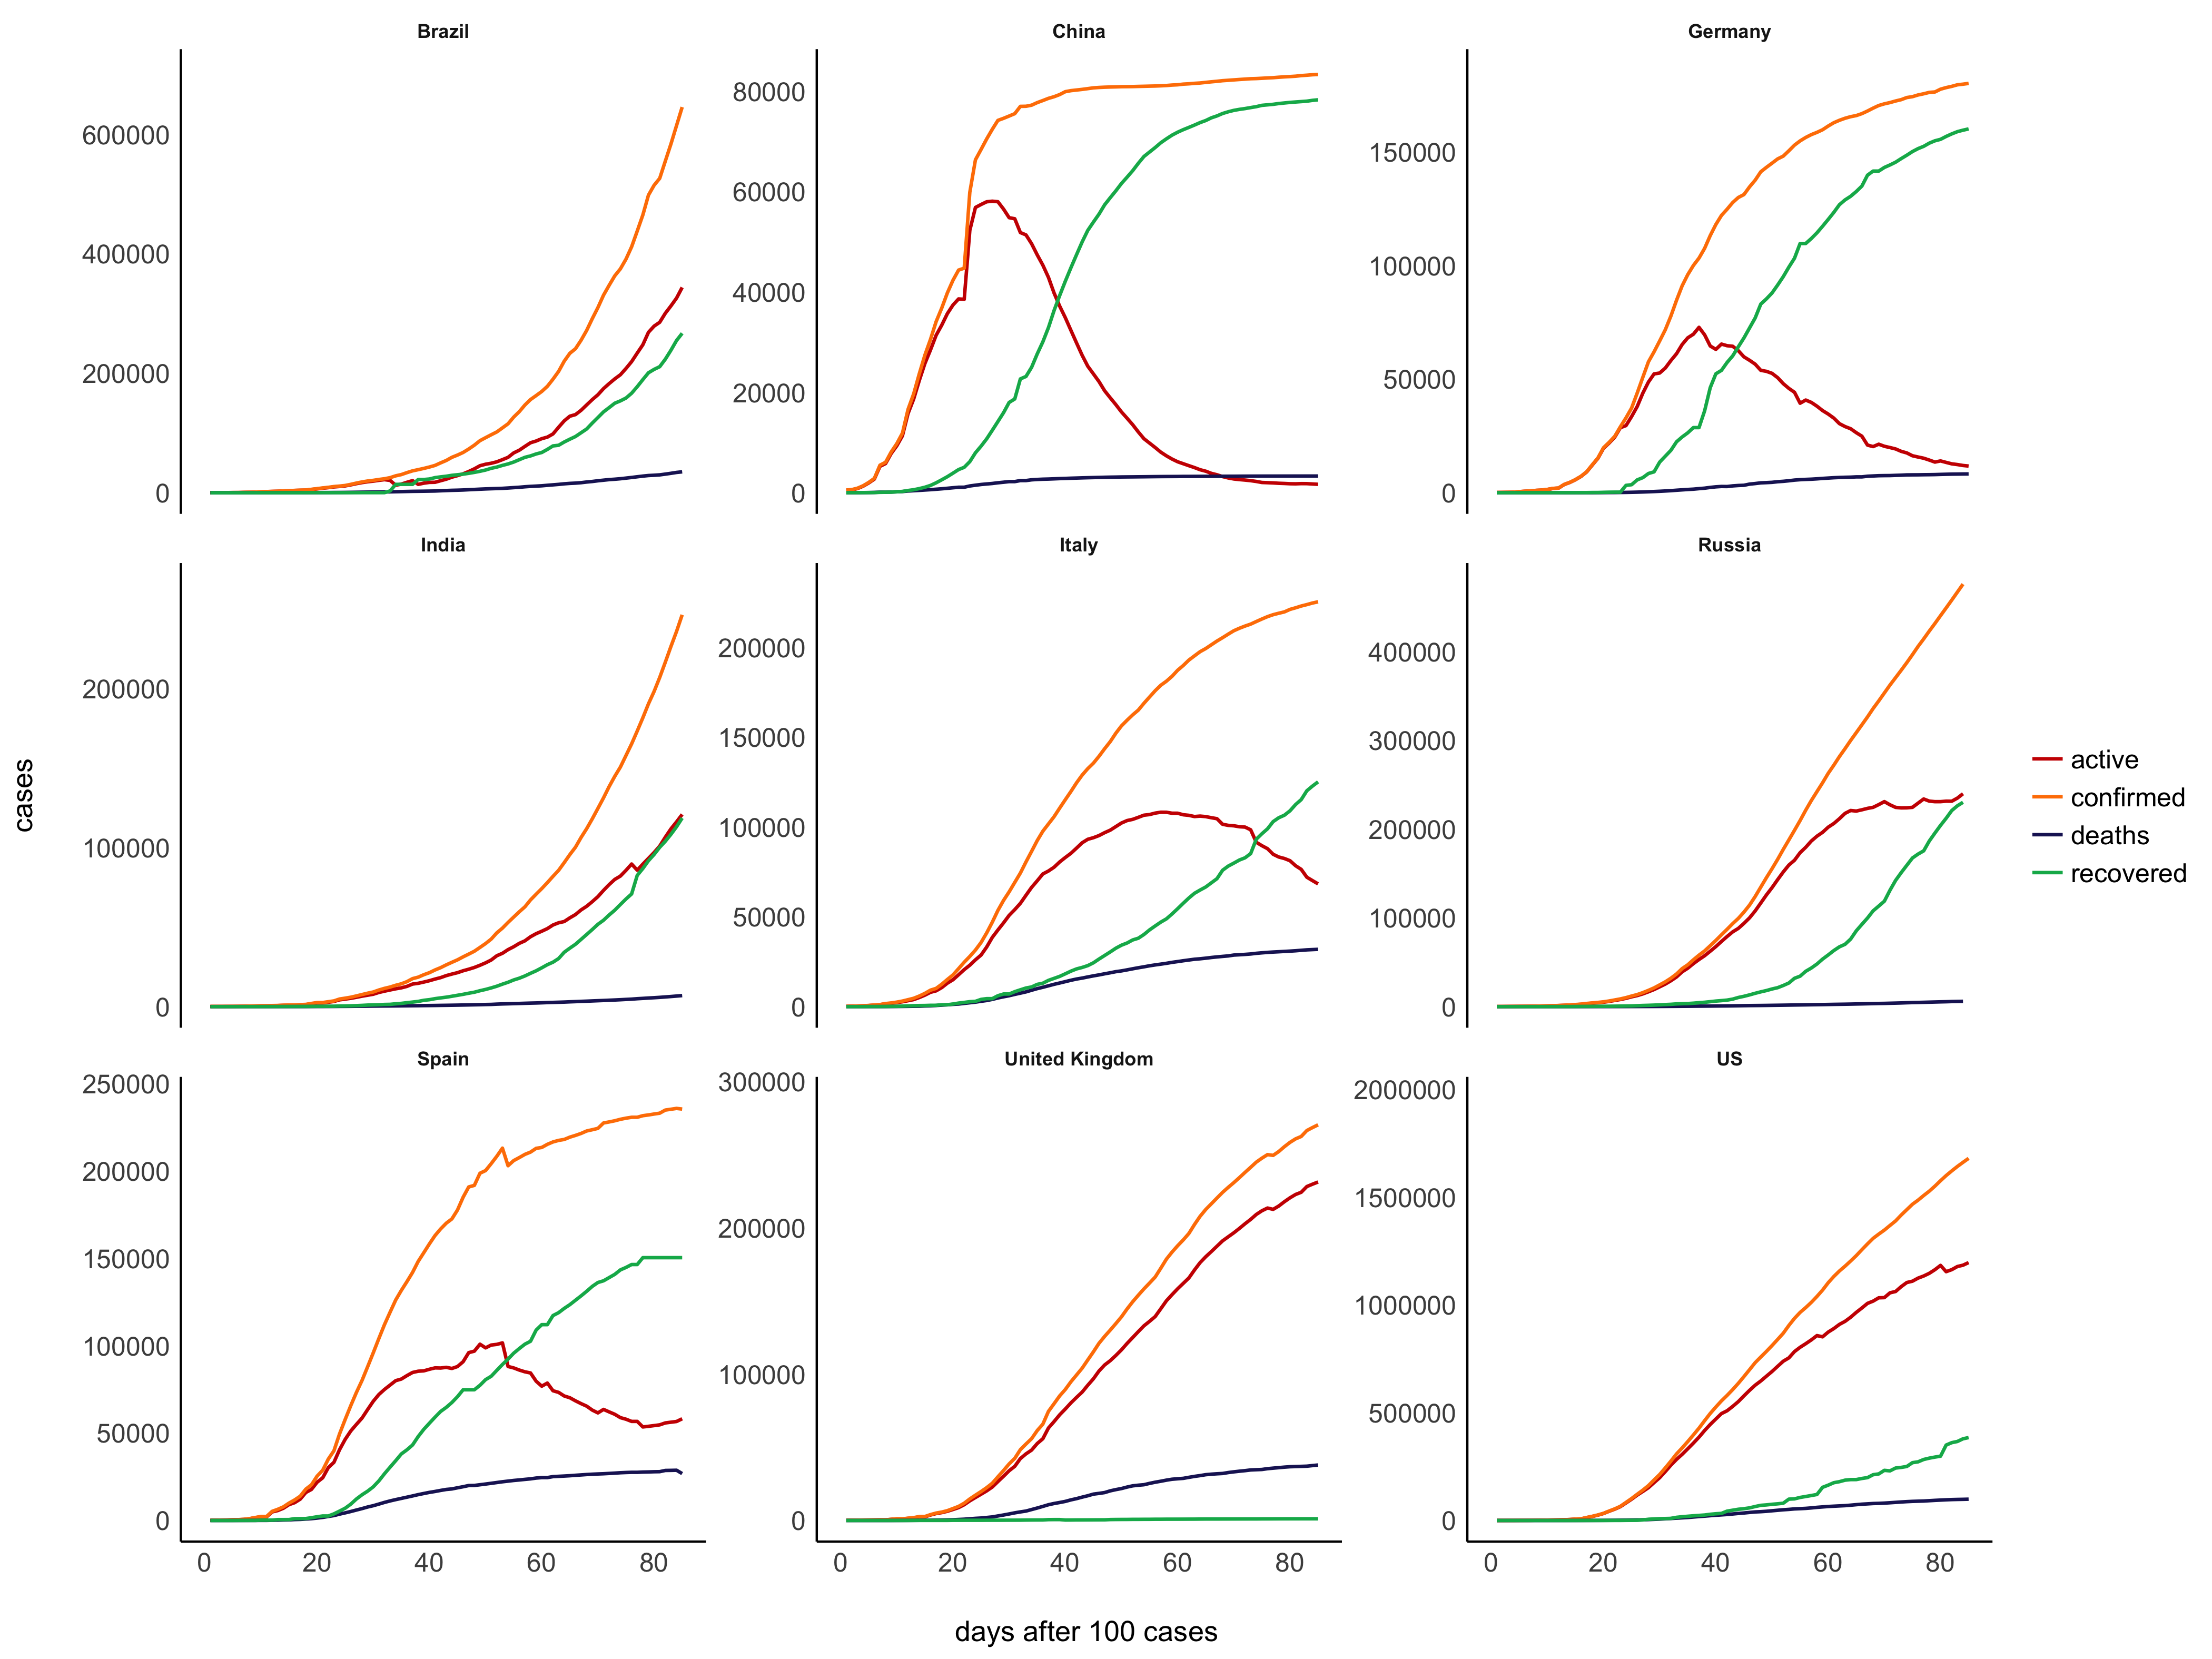 Brazil
China
Germany
600000
400000
200000
0
80000
60000
40000
20000
0
150000
100000
50000
0
India
Italy
Russia
200000
100000
0
200000
150000
100000
50000
0
400000
300000
200000
100000
0
Spain
United Kingdom
US
250000
200000
150000
100000
50000
0
300000
200000
100000
0
2000000
1500000
1000000
500000
0
0 20 40 60 80
0 20 40 60 80
0 20 40 60 80
cases
days after 100 cases
active
confirmed
deaths
recovered